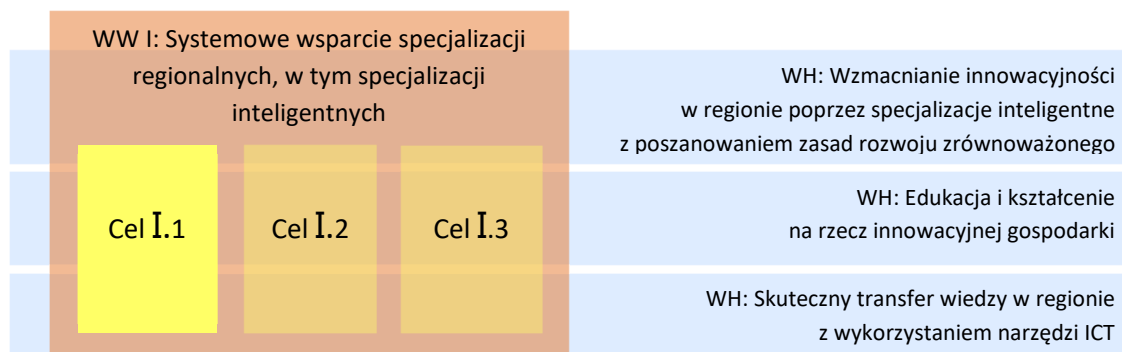 WW I: Systemowe wsparcie specjalizacji
regionalnych, w tym specjalizacji
inteligentnych
WH: Wzmacnianie innowacyjności
w regionie poprzez specjalizacje inteligentne
z poszanowaniem zasad rozwoju zrównoważonego
Cel I.1
Cel I.2
Cel I.3
WH: Edukacja i kształcenie
na rzecz innowacyjnej gospodarki
WH: Skuteczny transfer wiedzy w regionie
z wykorzystaniem narzędzi ICT